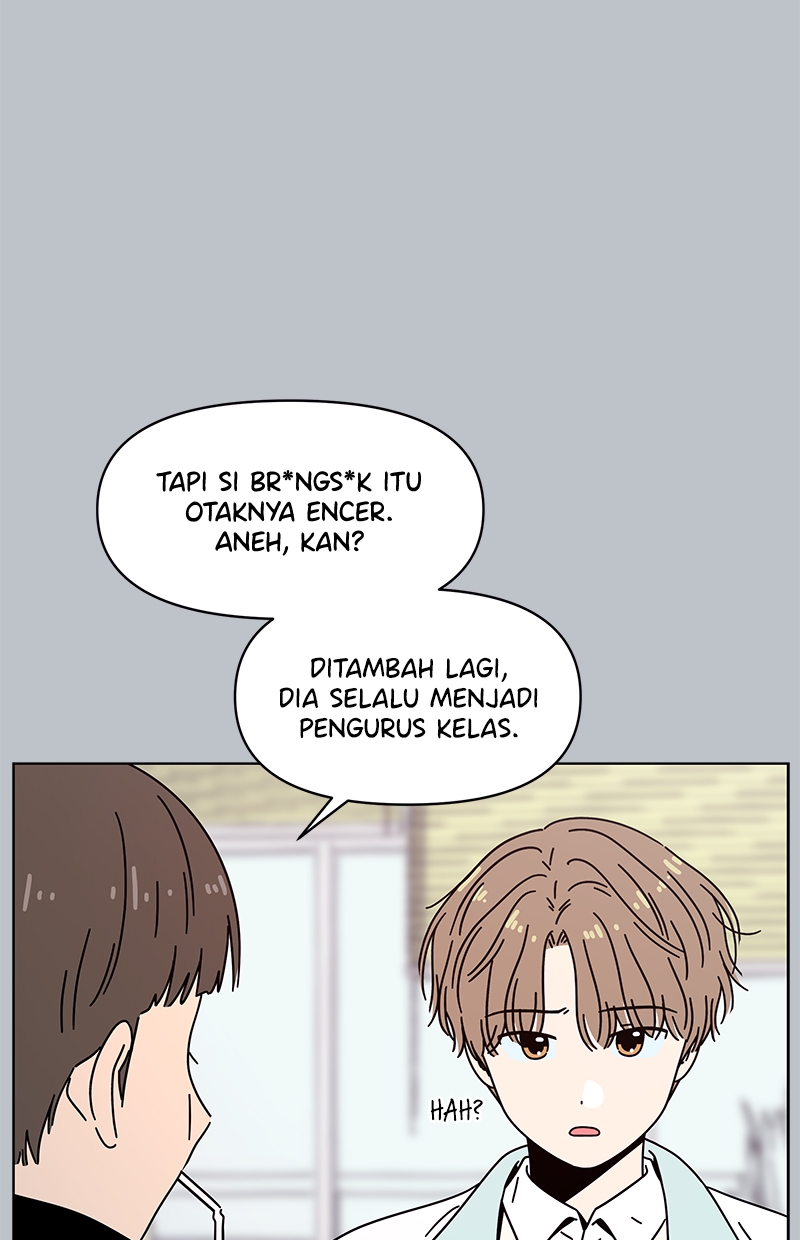 TAPI SI BR*NGS*K ITU
OTAKNYA ENCER.
ANEH, KAN?
DITAMBAH LAGI,
DIA SELALU MENJADI
PENGURUS KELAS.
HAH?